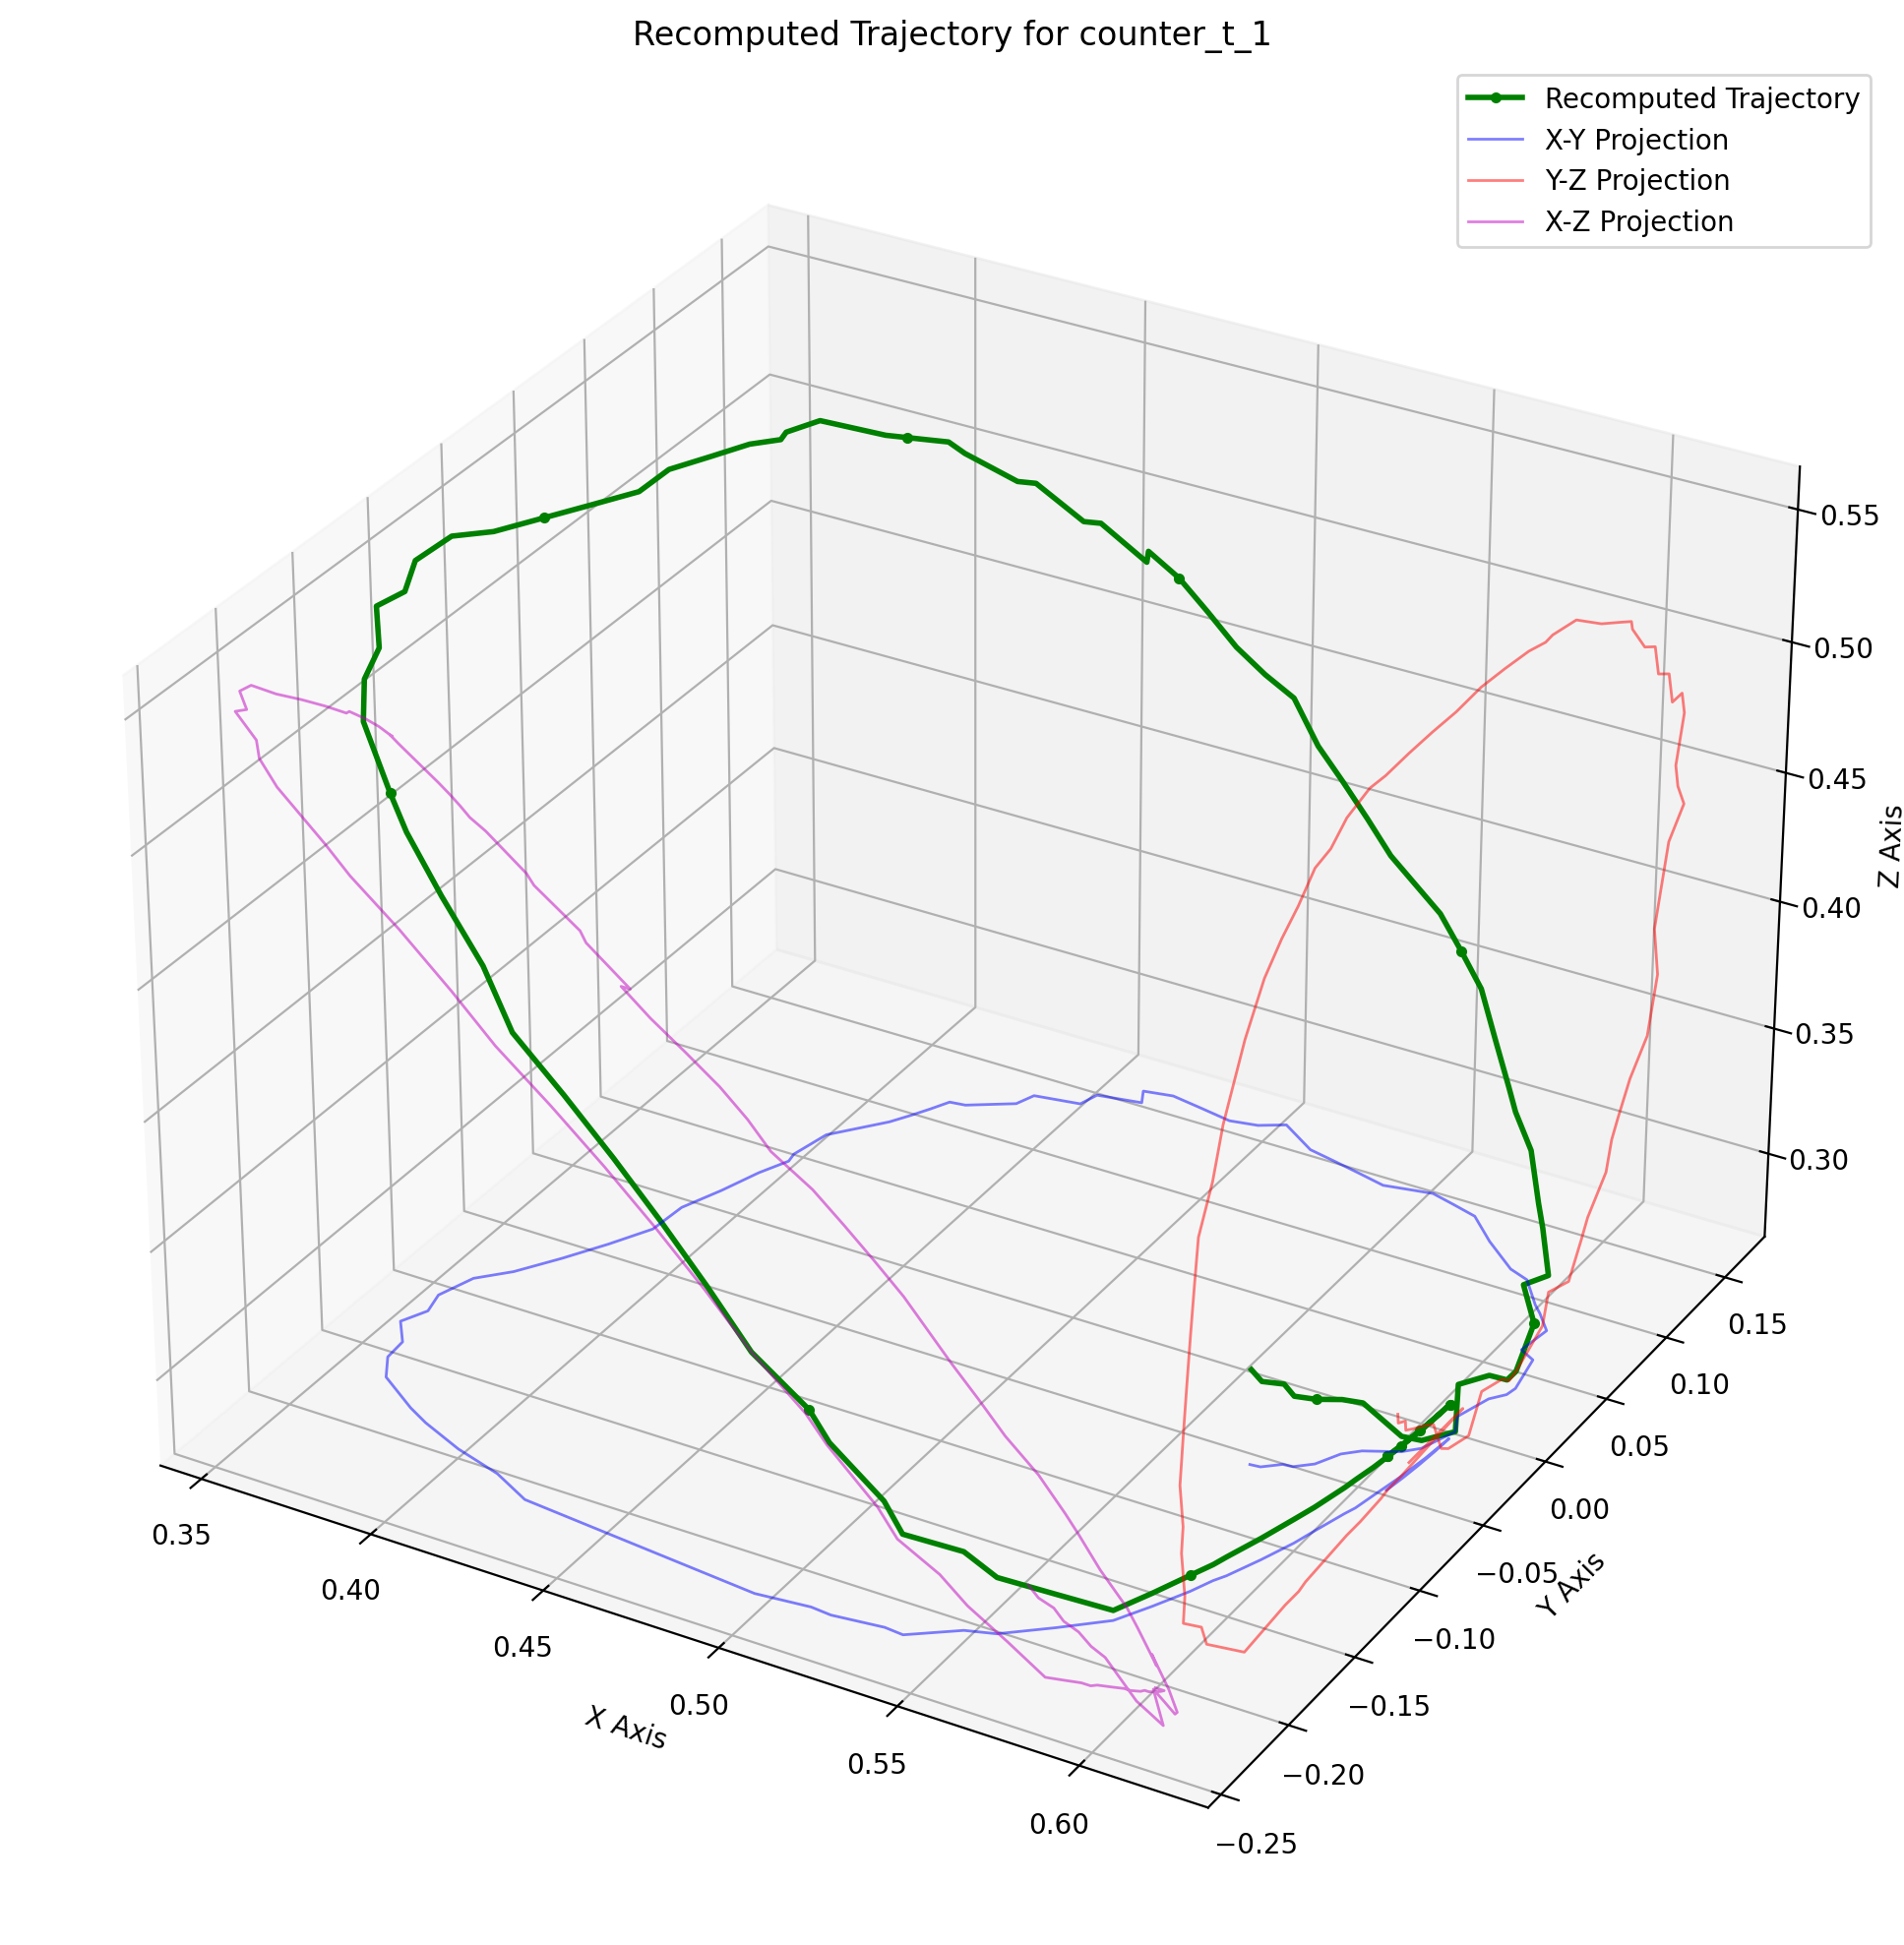 Recomputed Trajectory for counter_t_1
Recomputed Trajectory
X-Y Projection
Y-Z Projection
X-Z Projection
0.55
0.50
0.45
0.40
0.35
0.30
Z Axis
0.15
0.10
0.05
0.00
−0.05
−0.10
−0.15
−0.20
−0.25
Y Axis
0.35
0.40
0.45
0.50
0.55
0.60
X Axis